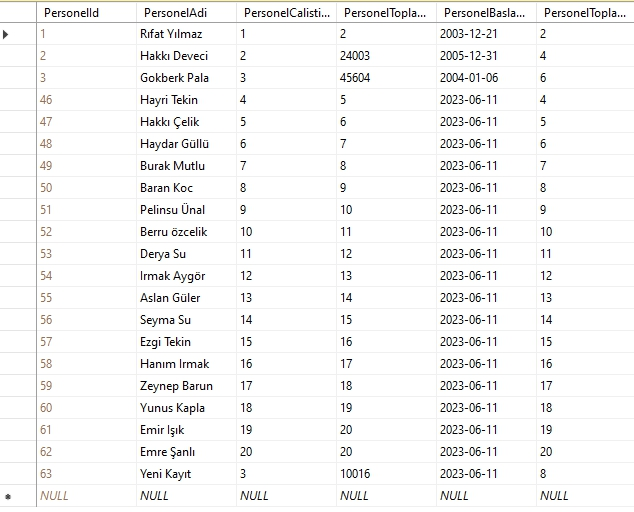 PersonelId PersonelAdi PersonelCalisti... PersonelTopla... PersonelBasla... PersonelTopla...
1 Rıfat Yılmaz 1 2 2003-12-21 2
2 Hakkı Deveci 2 24003 2005-12-31 4
3 Gokberk Pala 3 45604 2004-01-06 6
46 Hayri Tekin 4 5 2023-06-11 4
47 Hakkı Çelik 5 6 2023-06-11 5
48 Haydar Güllü 6 7 2023-06-11 6
49 Burak Mutlu 7 8 2023-06-11 7
50 Baran Koc 8 9 2023-06-11 8
51 Pelinsu Ünal 9 10 2023-06-11 9
52 Berru özcelik 10 11 2023-06-11 10
53 Derya Su 11 12 2023-06-11 11
54 Irmak Aygör 12 13 2023-06-11 12
55 Aslan Güler 13 14 2023-06-11 13
56 Seyma Su 14 15 2023-06-11 14
57 Ezgi Tekin 15 16 2023-06-11 15
58 Hanım Irmak 16 17 2023-06-11 16
59 Zeynep Barun 17 18 2023-06-11 17
60 Yunus Kapla 18 19 2023-06-11 18
61 Emir Işık 19 20 2023-06-11 19
62 Emre Şanlı 20 20 2023-06-11 20
63 Yeni Kayıt 3 10016 2023-06-11 8
NULL NULL NULL NULL NULL NULL